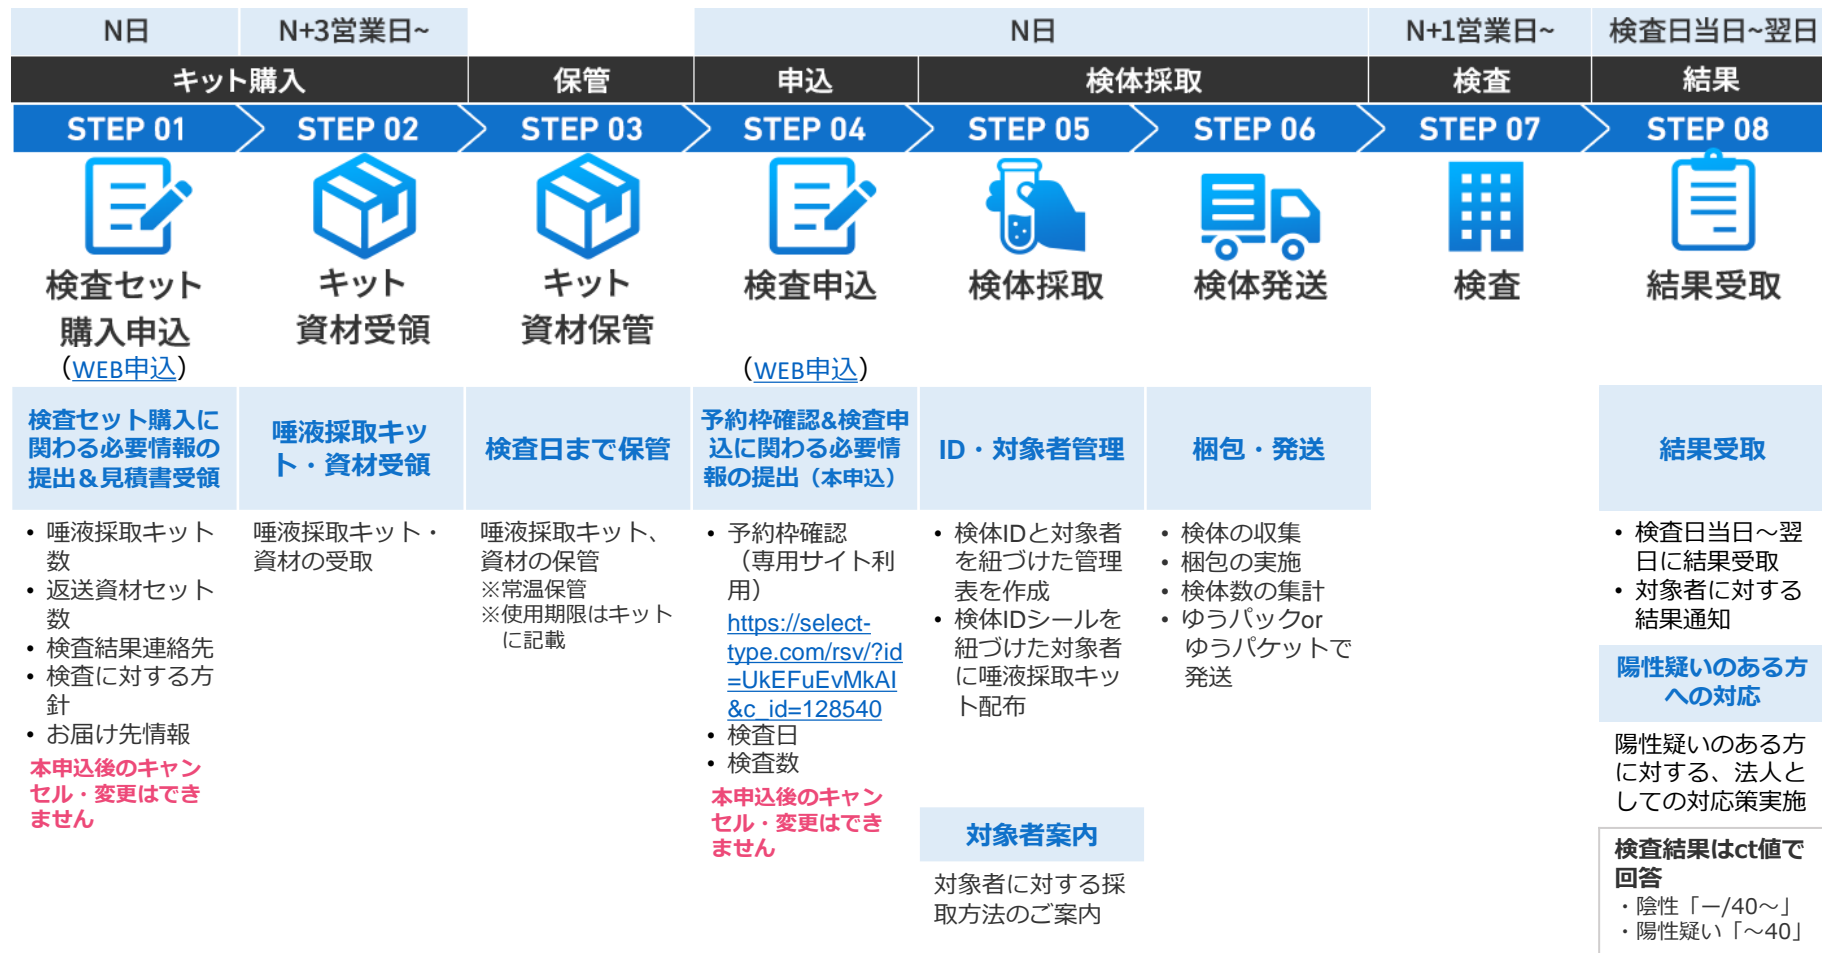 N日
N+3営業日~
N日
N+1営業日~
検査日当日~翌日
キット購入
保管
申込
検体採取
検査
結果
STEP 01
STEP 02
STEP 03
STEP 04
STEP 05
STEP 06
STEP 07
STEP 08
検査セット
購入申込
（WEB申込）
キット
資材受領
キット
資材保管
検査申込
（WEB申込）
検体採取
検体発送
検査
結果受取
検査セット購入に
関わる必要情報の
提出＆見積書受領
唾液採取キッ
ト・資材受領
検査日まで保管
予約枠確認&検査申
込に関わる必要情
報の提出（本申込）
ID・対象者管理
梱包・発送
結果受取
• 唾液採取キット
数
• 返送資材セット
数
• 検査結果連絡先
• 検査に対する方
針
• お届け先情報
本申込後のキャン
セル・変更はでき
ません
唾液採取キット・
資材の受取
唾液採取キット、
資材の保管
※常温保管
※使用期限はキット
に記載
• 予約枠確認
（専用サイト利
用）
https://select-
type.com/rsv/?id
=UkEFuEvMkAI
&c_id=128540
• 検査日
• 検査数
本申込後のキャン
セル・変更はでき
ません
• 検体IDと対象者
を紐づけた管理
表を作成
• 検体IDシールを
紐づけた対象者
に唾液採取キッ
ト配布
対象者案内
対象者に対する採
取方法のご案内
• 検体の収集
• 梱包の実施
• 検体数の集計
• ゆうパックor
ゆうパケットで
発送
• 検査日当日～翌
日に結果受取
• 対象者に対する
結果通知
陽性疑いのある方
への対応
陽性疑いのある方
に対する、法人と
しての対応策実施
検査結果はct値で
回答
・陰性「ー/40～」
・陽性疑い「～40」